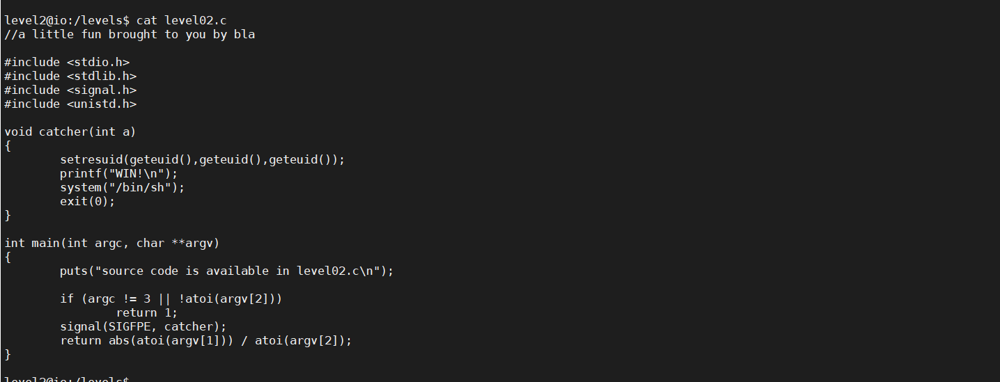 level2@io:/levels$ cat level02.c
//a little fun brought to you by bla
#include <stdio.h>
#include <stdlib.h>
#include <signal.h>
#include <unistd.h>
void catcher(int a)
{
        setresuid(geteuid(),geteuid(),geteuid());
        printf("WIN!\n");
        system("/bin/sh");
        exit(0);
}
int main(int argc, char **argv)
{
        puts("source code is available in level02.c\n");
        if (argc != 3 || !atoi(argv[2]))
                return 1;
        signal(SIGFPE, catcher);
        return abs(atoi(argv[1])) / atoi(argv[2]);
}
level2@io:/levels$